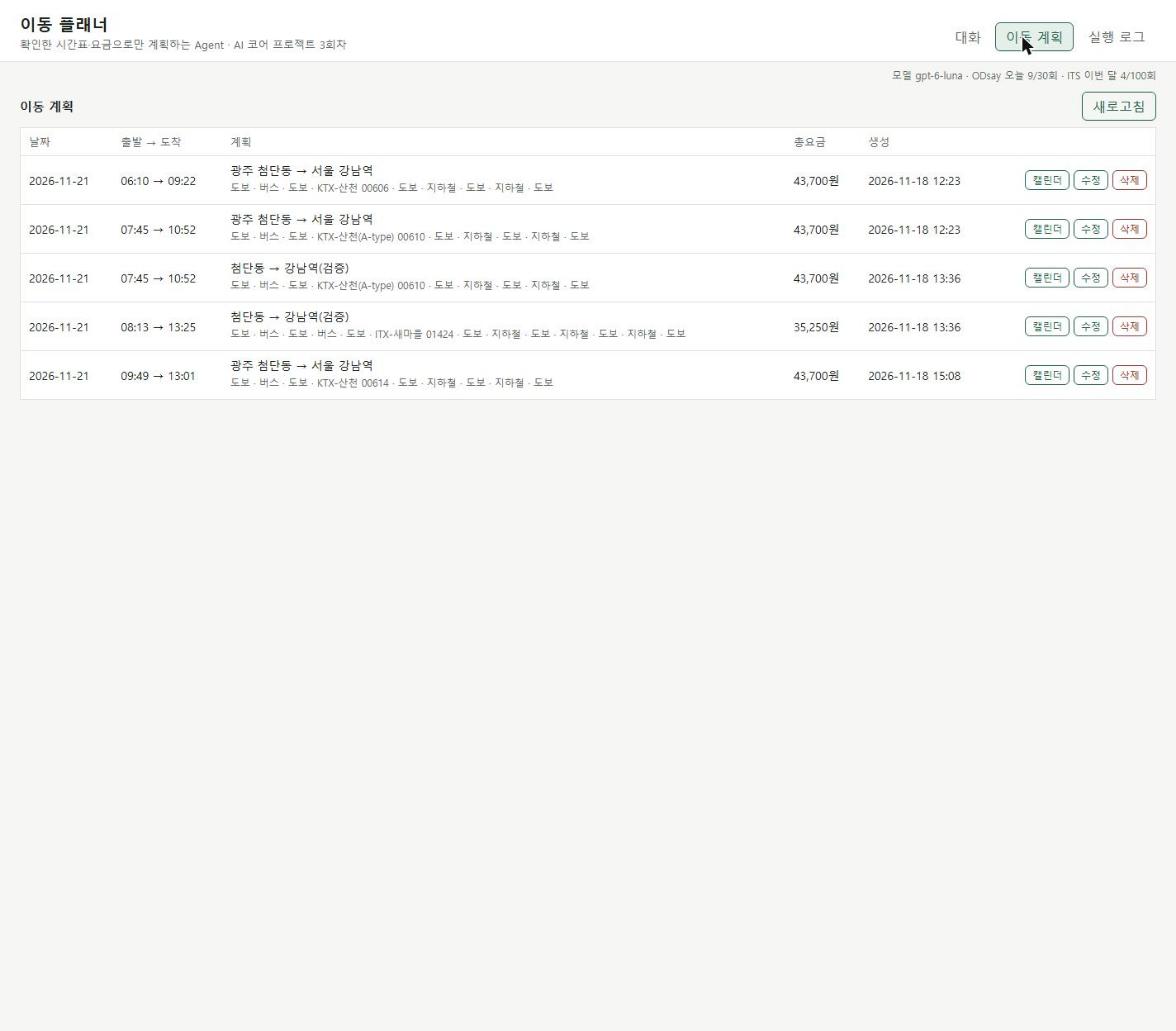 이동 플래너
확인한 시간표·요금으로만 계획하는 Agent · AI 코어 프로젝트 3회차
대화 이동 계획 실행 로그
모델 gpt-6-luna · ODsay 오늘 9/30회 · ITS 이번 달 4/100회
이동 계획 새로고침
날짜 출발 → 도착 계획 총요금 생성
광주 첨단동 → 서울 강남역
2026-11-21 06:10 → 09:22 43,700원 2026-11-18 12:23 캘린더 수정 삭제
도보 · 버스 · 도보 · KTX-산천 00606 · 도보 · 지하철 · 도보 · 지하철 · 도보
광주 첨단동 → 서울 강남역
2026-11-21 07:45 → 10:52 43,700원 2026-11-18 12:23 캘린더 수정 삭제
도보 · 버스 · 도보 · KTX-산천(A-type) 00610 · 도보 · 지하철 · 도보 · 지하철 · 도보
첨단동 → 강남역(검증)
2026-11-21 07:45 → 10:52 43,700원 2026-11-18 13:36 캘린더 수정 삭제
도보 · 버스 · 도보 · KTX-산천(A-type) 00610 · 도보 · 지하철 · 도보 · 지하철 · 도보
첨단동 → 강남역(검증)
2026-11-21 08:13 → 13:25 35,250원 2026-11-18 13:36 캘린더 수정 삭제
도보 · 버스 · 도보 · 버스 · 도보 · ITX-새마을 01424 · 도보 · 지하철 · 도보 · 지하철 · 도보 · 지하철 · 도보
광주 첨단동 → 서울 강남역
2026-11-21 09:49 → 13:01 43,700원 2026-11-18 15:08 캘린더 수정 삭제
도보 · 버스 · 도보 · KTX-산천 00614 · 도보 · 지하철 · 도보 · 지하철 · 도보